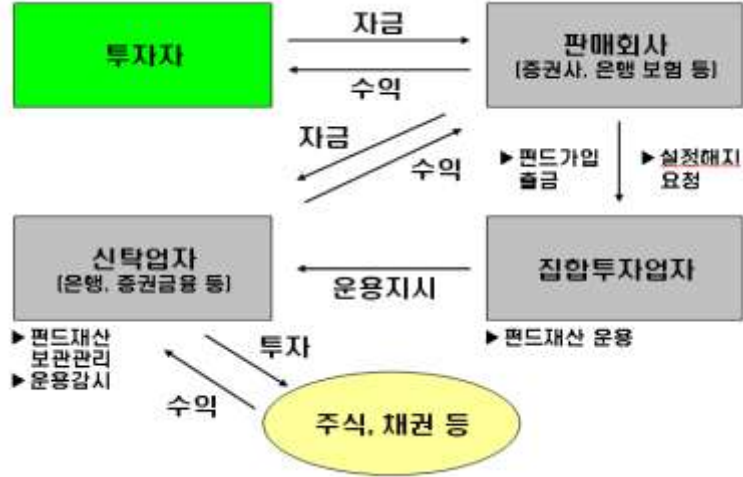 자금
투자자
판매회사
(증권사, 은행 보험 등)
수익
자금
수익
▶ 펀드가입
출금
▶ 설정해지
요청
신탁업자
(은행, 증권금융 등)
운용지시
집합투자업자
▶ 펀드재산
보관관리
▶ 운용감시
투자
▶ 펀드재산 운용
수익
주식, 채권 등